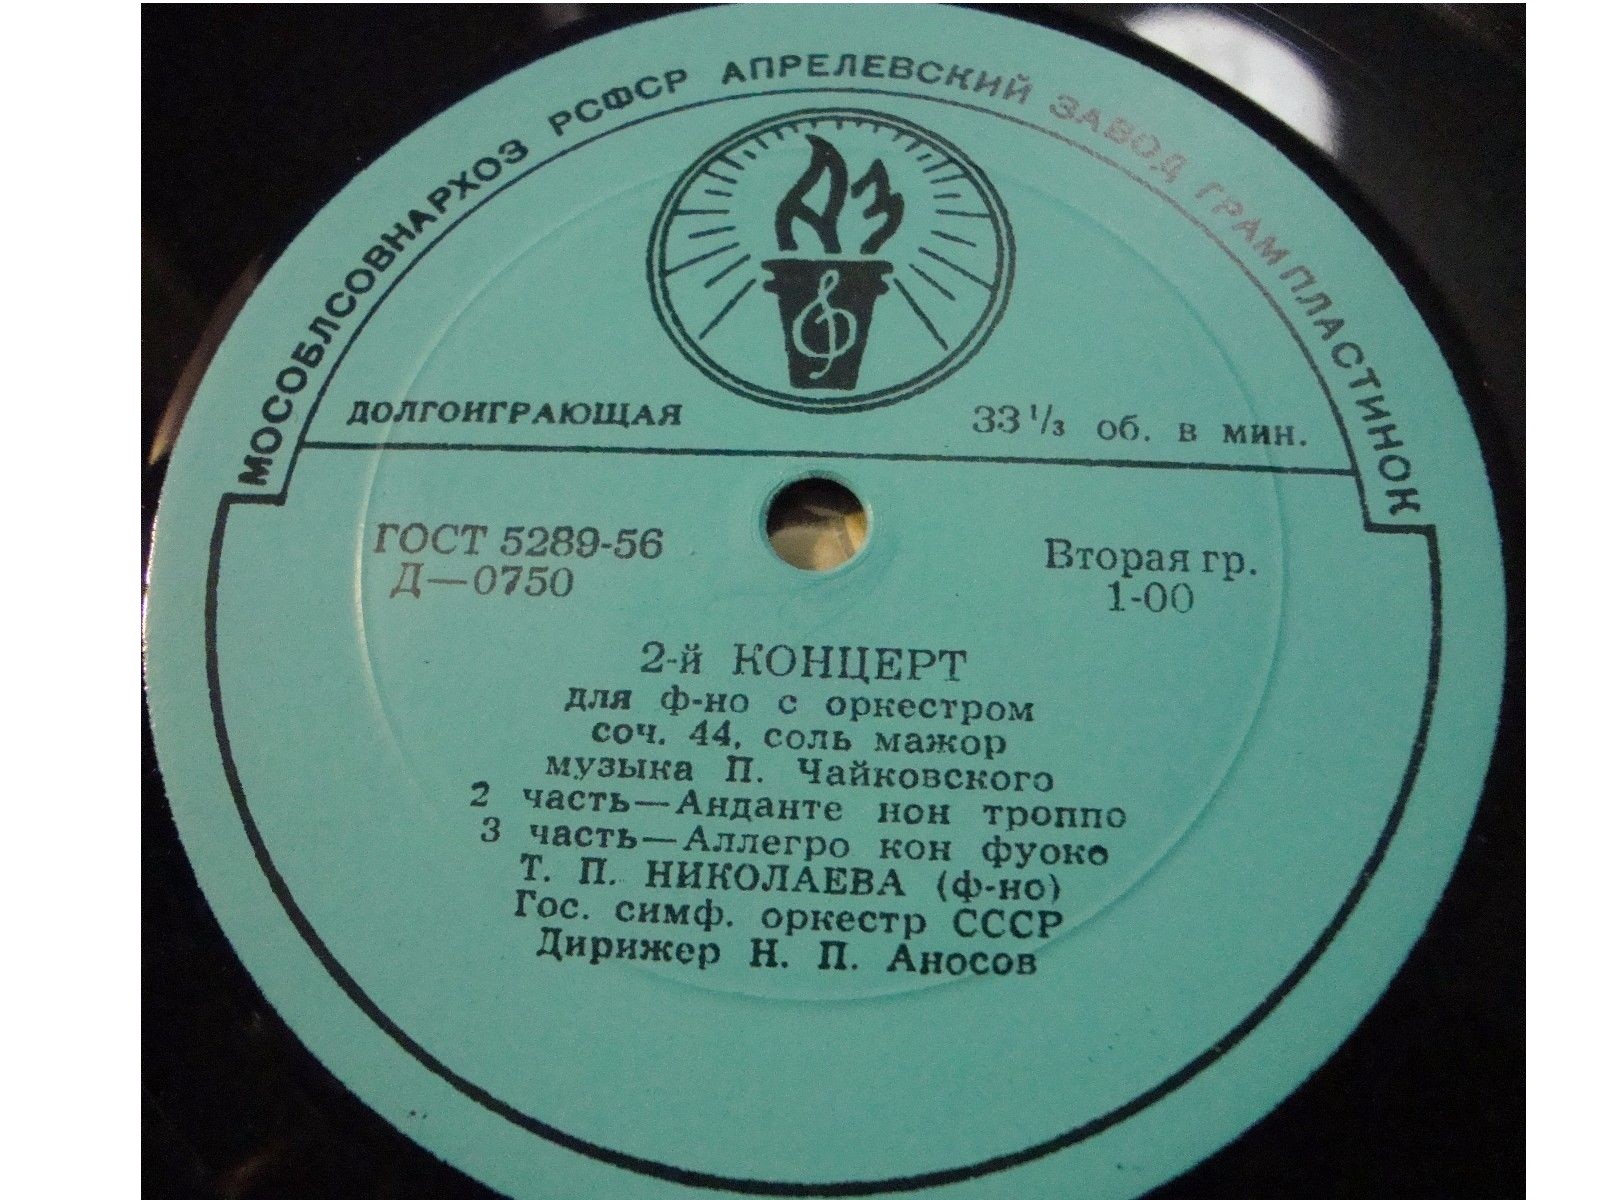 МОСОБЛСОВНАРХОЗ РСФСР АПРЕЛЕВСКИЙ ЗАВОД ГРАМПЛАСТИНОК
АЗ
ДОЛГОИГРАЮЩАЯ
33 1/3 об. в мин.
ГОСТ 5289-56
Д—0750
Вторая гр.
1-00
2-й КОНЦЕРТ
для ф-но с оркестром
соч. 44, соль мажор
музыка П. Чайковского
2 часть—Анданте нон троппо
3 часть—Аллегро кон фуоко
Т. П. НИКОЛАЕВА (ф-но)
Гос. симф. оркестр СССР
Дирижер Н. П. Аносов